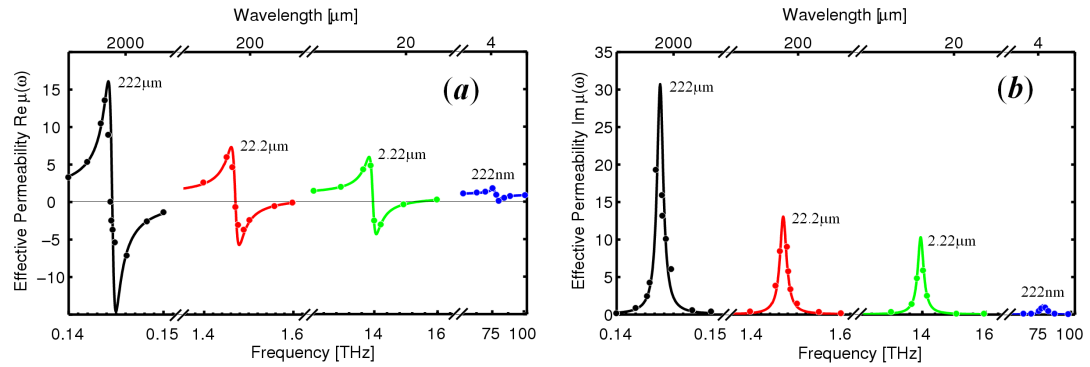 Wavelength [μm]
2000 200 20 4
Effective Permeability Re μ(ω)
15
10
5
0
−5
−10
222μm
22.2μm
2.22μm
222nm
(a)
0.14 0.15 1.4 1.6 14 16 75 100
Frequency [THz]
Wavelength [μm]
2000 200 20 4
Effective Permeability Im μ(ω)
35
30
25
20
15
10
5
0
222μm
22.2μm
2.22μm
222nm
(b)
0.14 0.15 1.4 1.6 14 16 75 100
Frequency [THz]